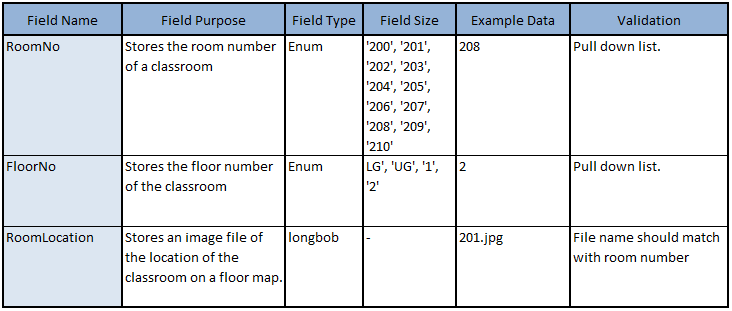 Field Name Field Purpose Field Type Field Size Example Data Validation
RoomNo Stores the room number Enum '200', '201', 208 Pull down list.
of a classroom '202', '203',
'204', '205',
'206', '207',
'208', '209',
'210'
FloorNo Stores the floor number Enum LG', 'UG', '1', 2 Pull down list.
of the classroom '2'
RoomLocation Stores an image file of longbob - 201.jpg File name should match
the location of the with room number
classroom on a floor map.